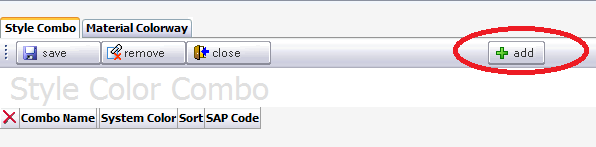 Style Combo Material Colorway
save remove close add
Style Color Combo
Combo Name System Color Sort SAP Code